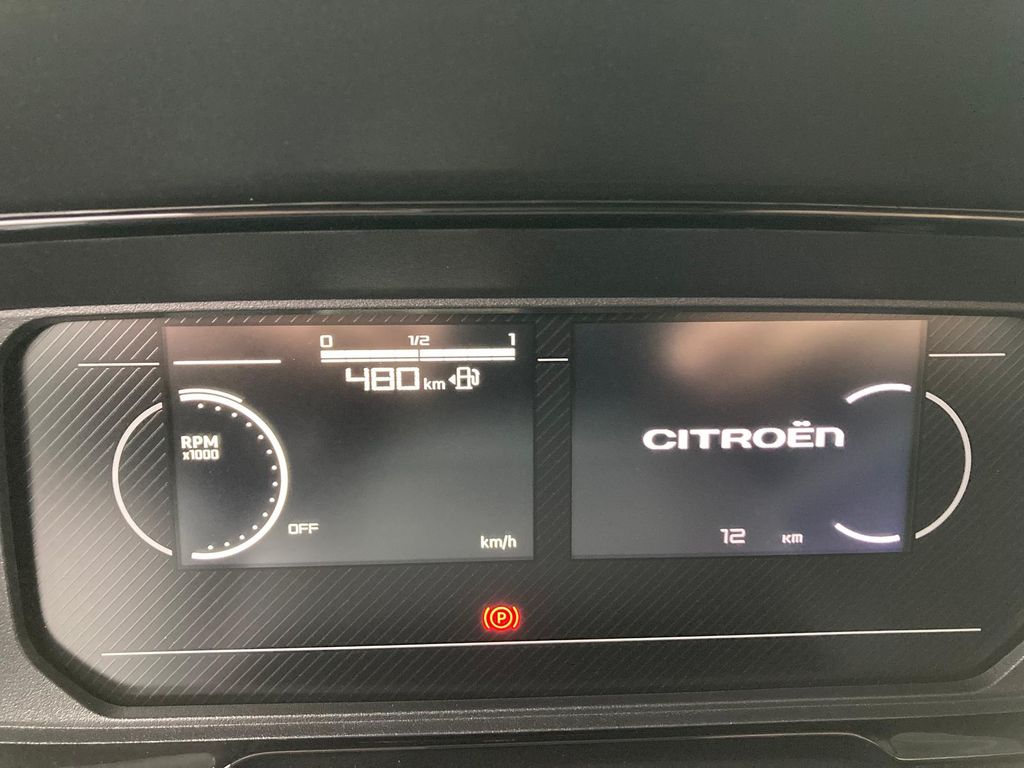 0 1/2 1
480 km
RPM
x1000
OFF
km/h
CITROËN
12 KM
P